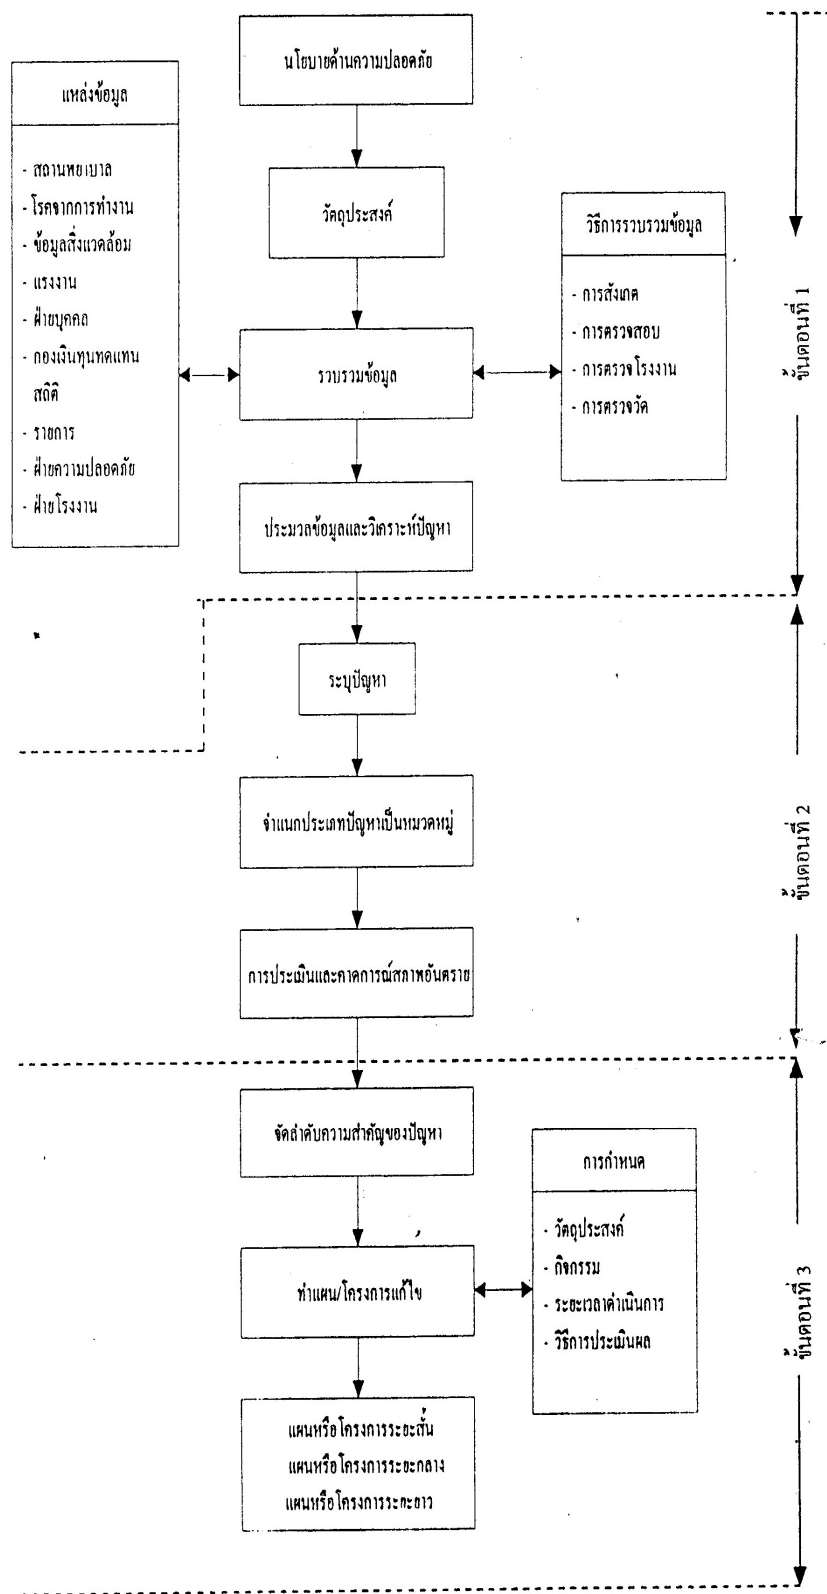 นโยบายด้านความปลอดภัย
แหล่งข้อมูล
- สถานพยาบาล
- โรคจากการทำงาน
- ข้อมูลสิ่งแวดล้อม
- แรงงาน
- ฝ่ายบุคคล
- กองเงินทุนทดแทน
สถิติ
- รายการ
- ฝ่ายความปลอดภัย
- ฝ่ายโรงงาน
วัตถุประสงค์
วิธีการรวบรวมข้อมูล
- การสังเกต
- การตรวจสอบ
- การตรวจโรงงาน
- การตรวจวัด
รวบรวมข้อมูล
ประมวลข้อมูลและวิเคราะห์ปัญหา
ขั้นตอนที่ 1
ระบุปัญหา
จำแนกประเภทปัญหาเป็นหมวดหมู่
การประเมินและคาดการณ์สภาพอันตราย
ขั้นตอนที่ 2
จัดลำดับความสำคัญของปัญหา
การกำหนด
- วัตถุประสงค์
- กิจกรรม
- ระยะเวลาดำเนินการ
- วิธีการประเมินผล
ทำแผน/โครงการแก้ไข
แผนหรือโครงการระยะสั้น
แผนหรือโครงการระยะกลาง
แผนหรือโครงการระยะยาว
ขั้นตอนที่ 3